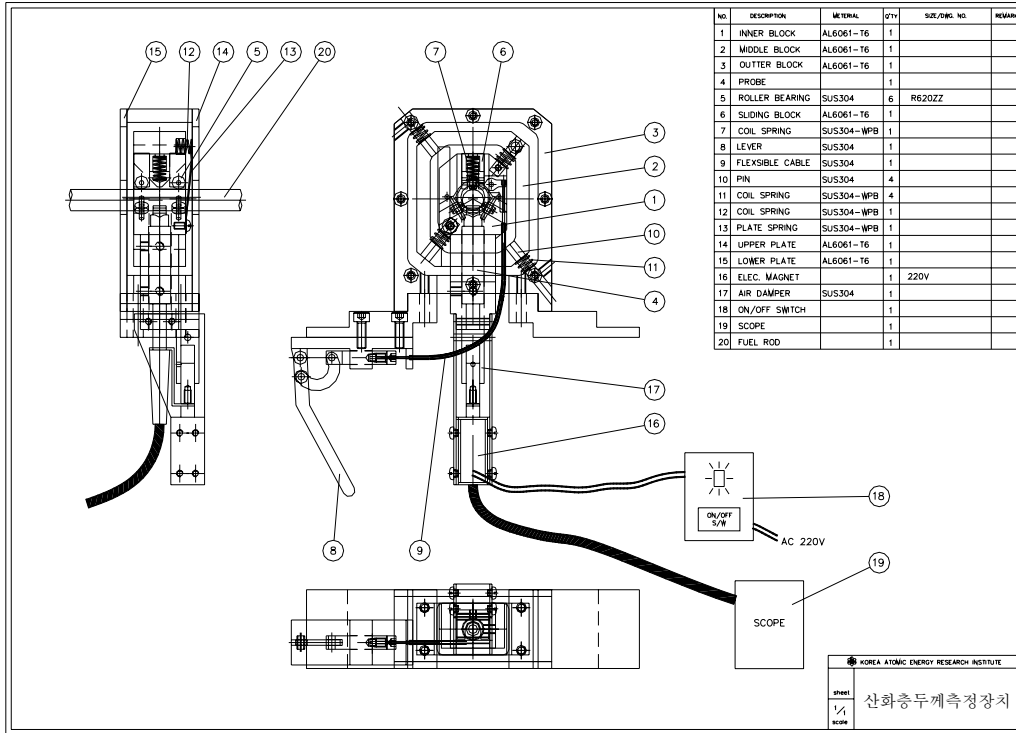 NO. DESCRIPTION METERIAL Q'TY SIZE/DWG. NO. REMARK
1 INNER BLOCK AL6061-T6 1
2 MIDDLE BLOCK AL6061-T6 1
3 OUTTER BLOCK AL6061-T6 1
4 PROBE 1
5 ROLLER BEARING SUS304 6 R620ZZ
6 SLIDING BLOCK AL6061-T6 1
7 COIL SPRING SUS304-WPB 1
8 LEVER SUS304 1
9 FLEXSIBLE CABLE SUS304 1
10 PIN SUS304 4
11 COIL SPRING SUS304-WPB 4
12 COIL SPRING SUS304-WPB 1
13 PLATE SPRING SUS304-WPB 1
14 UPPER PLATE AL6061-T6 1
15 LOWER PLATE AL6061-T6 1
16 ELEC. MAGNET 1 220V
17 AIR DAMPER SUS304 1
18 ON/OFF SWITCH 1
19 SCOPE 1
20 FUEL ROD 1
15 12 14 5 13 20
7 6
3
2
1
10
11
4
17
16
8
9
18
19
ON/OFF
S/W
AC 220V
SCOPE
KOREA ATOMIC ENERGY RESEARCH INSTITUTE
sheet
1/1
scale
산화층두께측정장치